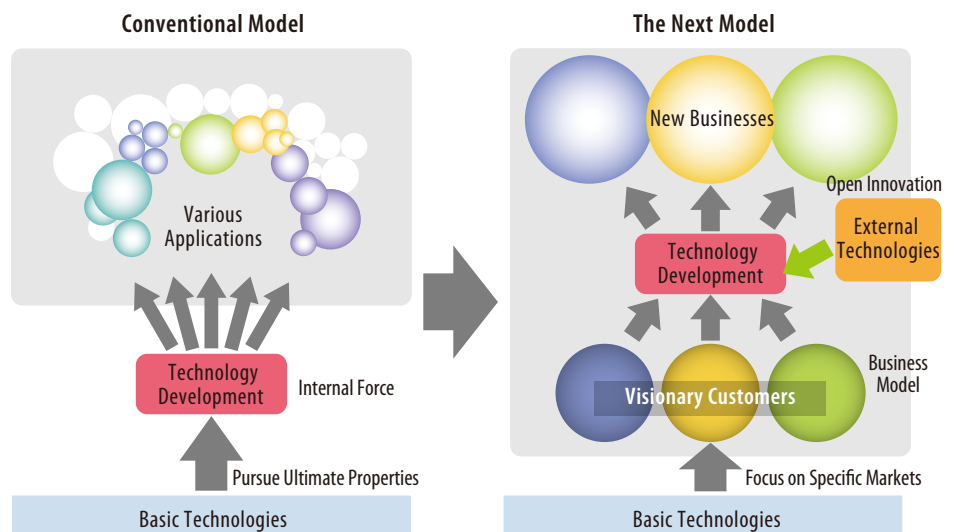 Conventional Model
Various
Applications
Technology
Development
Internal Force
Pursue Ultimate Properties
Basic Technologies
The Next Model
New Businesses
Open Innovation
External
Technologies
Technology
Development
Business
Model
Visionary Customers
Focus on Specific Markets
Basic Technologies